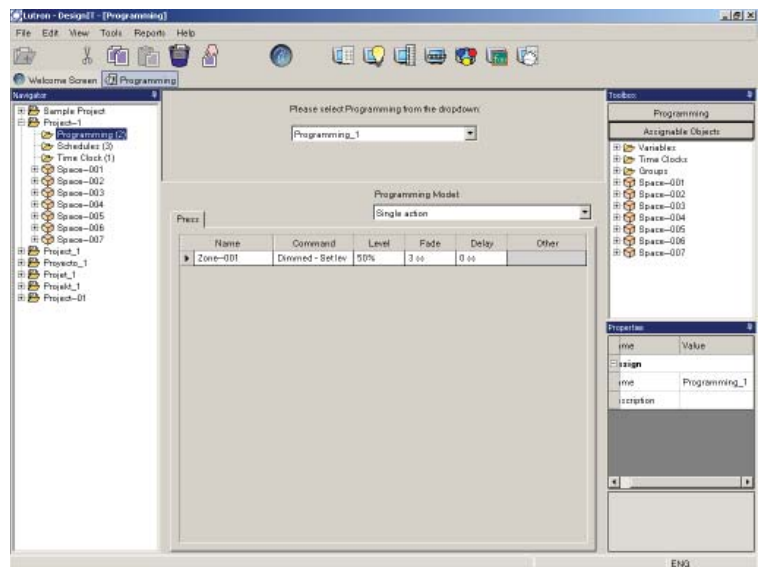 Lutron - DesignIT - [Programming]
File Edit View Tools Reports Help
Welcome Screen Programming
Navigator
Sample Project
Project-1
Programming (2)
Schedules (3)
Time Clock (1)
Space--001
Space--002
Space--003
Space--004
Space--005
Space--006
Space--007
Project_1
Proyecto_1
Projet_1
Projekt_1
Project--01
Please select Programming from the dropdown:
Programming_1
Programming Model:
Single action
Press
Name Command Level Fade Delay Other
Zone--001 Dimmed - Set lev 50% 3 0
Toolbox
Programming
Assignable Objects
Variables
Time Clocks
Groups
Space--001
Space--002
Space--003
Space--004
Space--005
Space--006
Space--007
Properties
ime Value
ssign
ime Programming_1
scription
ENG